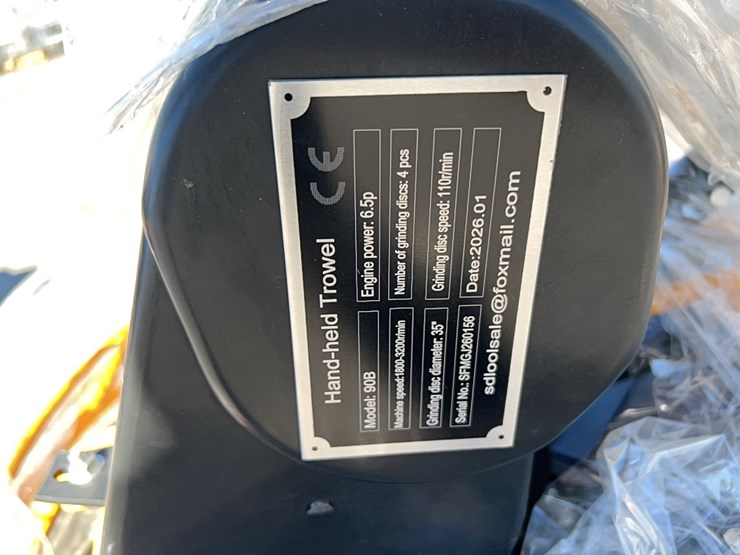 Hand-held Trowel CE
Model: 90B Engine power: 6.5p
Machine speed:1800-3200r/min Number of grinding discs: 4 pcs
Grinding disc diameter: 35" Grinding disc speed: 110r/min
Serial No.: SFMGJ260156 Date:2026.01
sdloolsale@foxmail.com